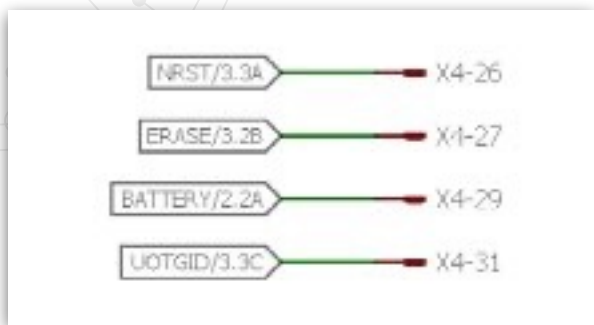 NRST/3.3A X4-26
ERASE/3.2B X4-27
BATTERY/2.2A X4-29
UOTGID/3.3C X4-31